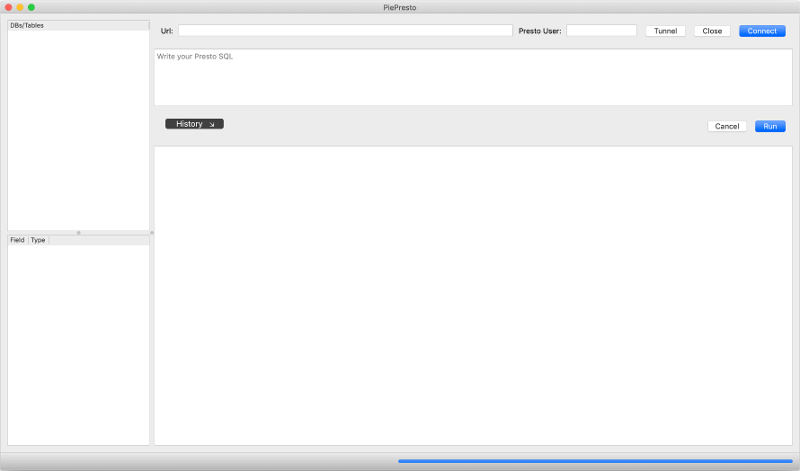 PiePresto
DBs/Tables
Url:
Presto User:
Tunnel
Close
Connect
Write your Presto SQL
History
Cancel
Run
Field
Type